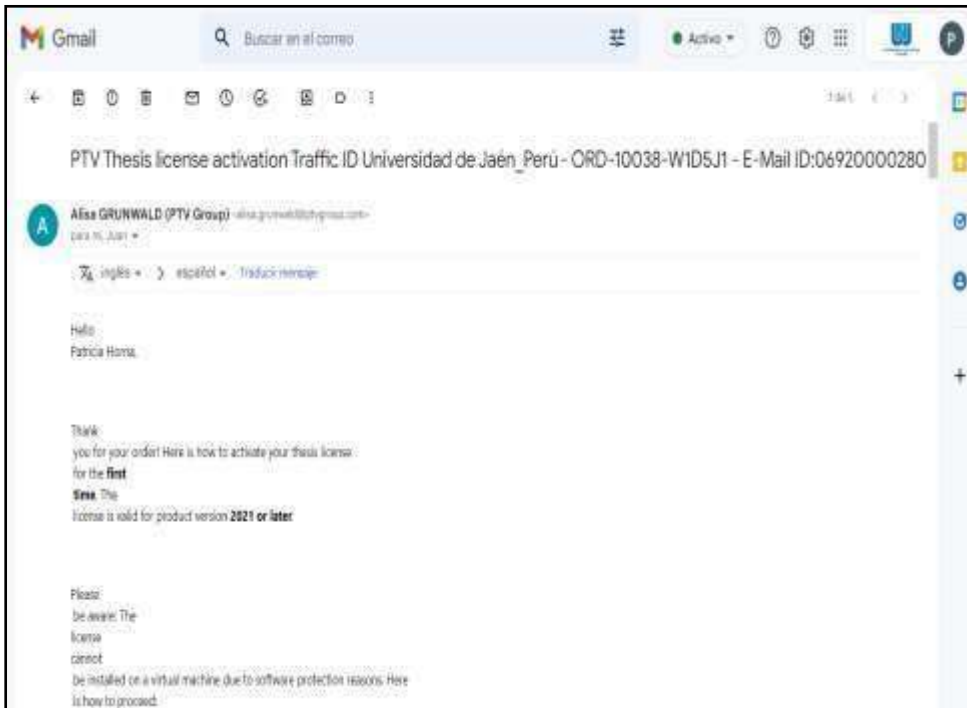 Gmail
Buscar en el correo
Activo
PTV Thesis license activation Traffic ID Universidad de Jaén_Perú - ORD-10038-W1D5J1 - E-Mail ID:06920000280
Alisa GRUNWALD (PTV Group)
para mí, Juan
inglés > español Traducir mensaje
Hello
Patricia
Thank
you for your order! Here is how to activate your thesis license
for the first
time. The
license is valid for product version 2021 or later.
Please
be aware: The
license
cannot
be installed on a virtual machine due to software protection reasons. Here
is how to proceed: